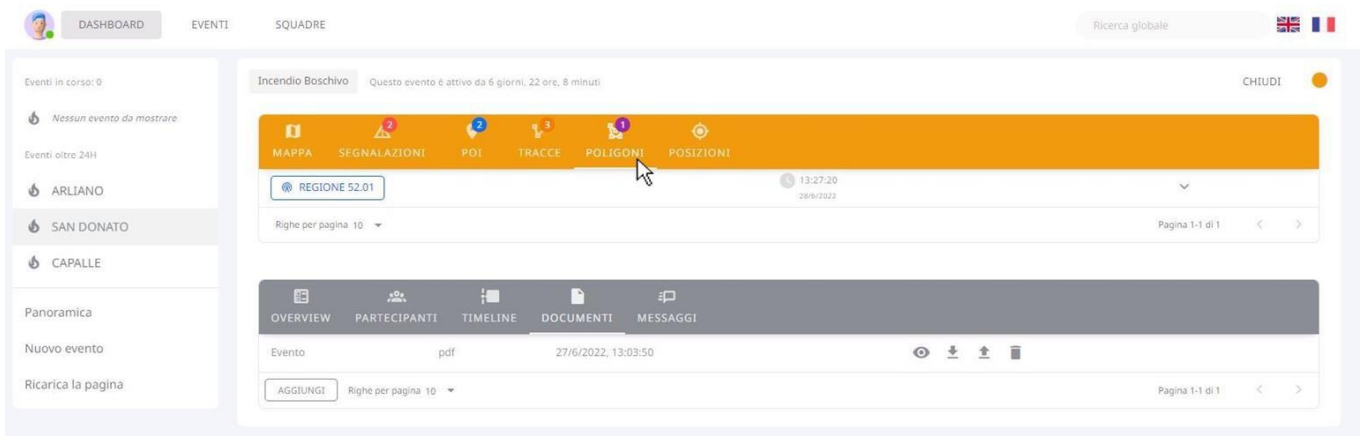 DASHBOARD EVENTI SQUADRE Ricerca globale
Eventi in corso: 0
Nessun evento da mostrare
Eventi oltre 24H
ARLIANO
SAN DONATO
CAPALLE
Panoramica
Nuovo evento
Ricarica la pagina
Incendio Boschivo Questo evento é attivo da 6 giorni, 22 ore, 8 minuti CHIUDI
2 2 3 1
MAPPA SEGNALAZIONI POI TRACCE POLIGONI POSIZIONI
REGIONE 52.01 13:27:20
28/6/2022
Righe per pagina 10 Pagina 1-1 di 1
OVERVIEW PARTECIPANTI TIMELINE DOCUMENTI MESSAGGI
Evento pdf 27/6/2022, 13:03:50
AGGIUNGI Righe per pagina 10 Pagina 1-1 di 1